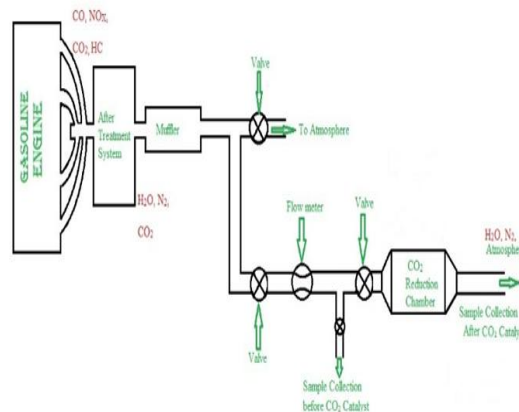 CO, NOx,
CO₂, HC
GASOLINE
ENGINE
After
Treatment
System
Muffler
Valve
To Atmosphere
H₂O, N₂,
CO₂
Flow meter
Valve
CO₂
Reduction
Chamber
H₂O, N₂,
Atmosphe
Valve
Sample Collection
before CO₂ Catalyst
Sample Collection
After CO₂ Cataly